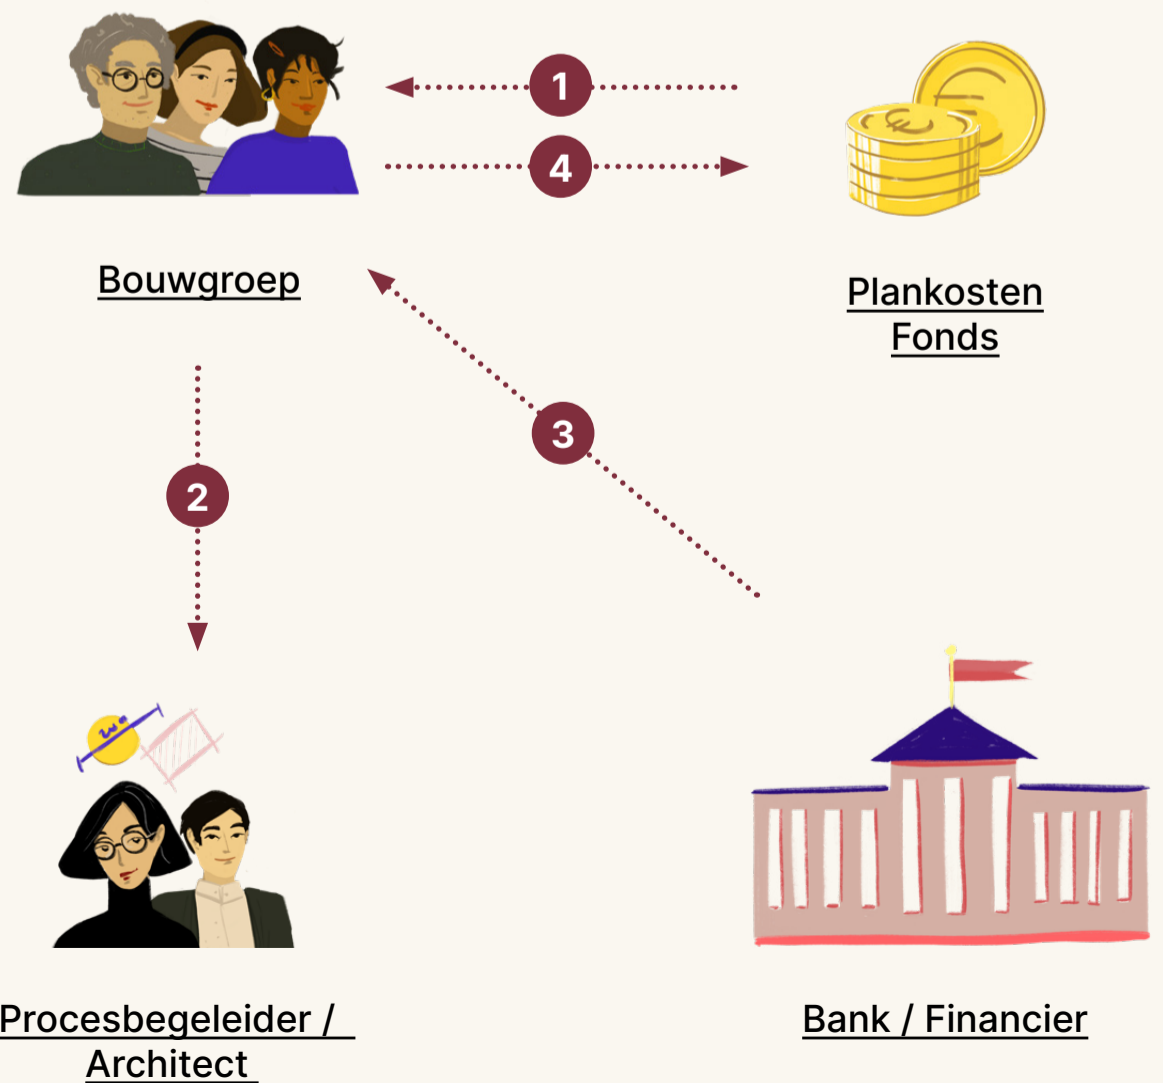 1
4
Bouwgroep
Plankosten
Fonds
3
2
Procesbegeleider /
Architect
Bank / Financier